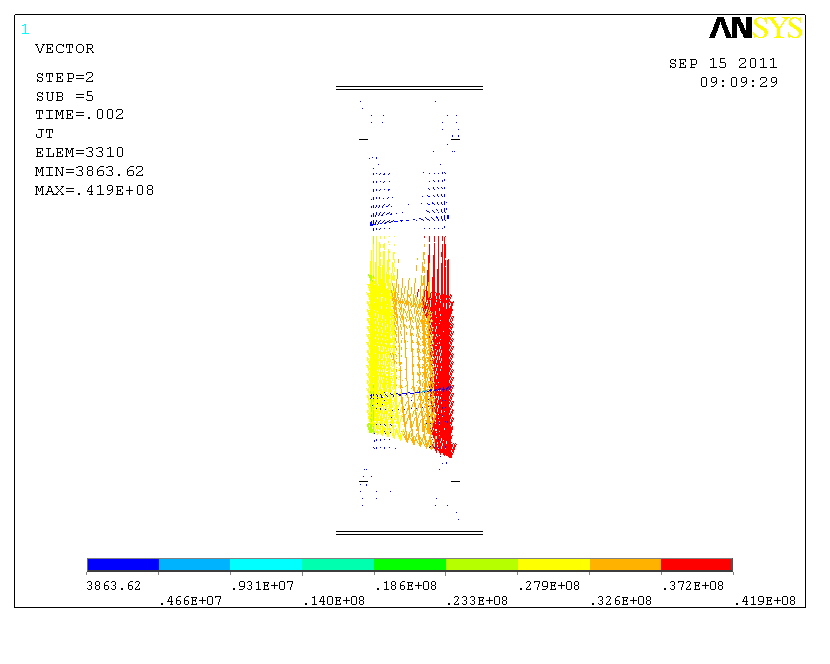 1
ANSYS
VECTOR
SEP 15 2011
09:09:29
STEP=2
SUB =5
TIME=.002
JT
ELEM=3310
MIN=3863.62
MAX=.419E+08
3863.62 .931E+07 .186E+08 .279E+08 .372E+08
.466E+07 .140E+08 .233E+08 .326E+08 .419E+08